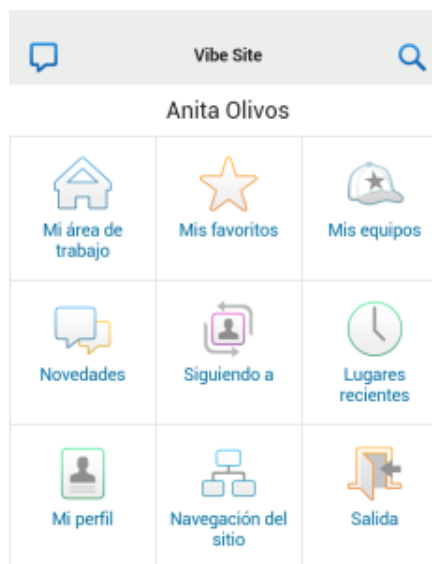 Vibe Site
Anita Olivos
Mi área de
trabajo
Mis favoritos
Mis equipos
Novedades
Siguiendo a
Lugares
recientes
Mi perfil
Navegación del
sitio
Salida